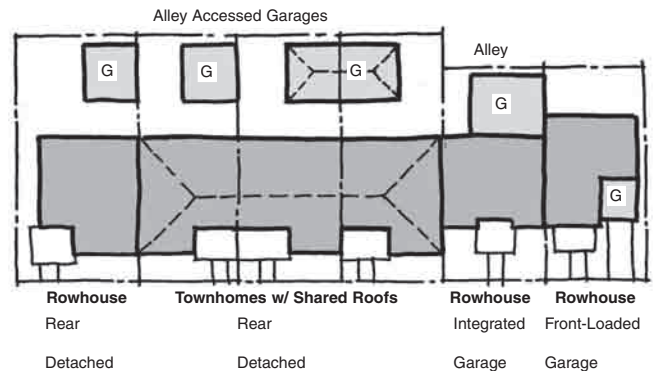 Alley Accessed Garages
Alley
G
G
G
G
G
Rowhouse
Rear
Detached
Townhomes w/ Shared Roofs
Rear
Detached
Rowhouse
Integrated
Garage
Rowhouse
Front-Loaded
Garage